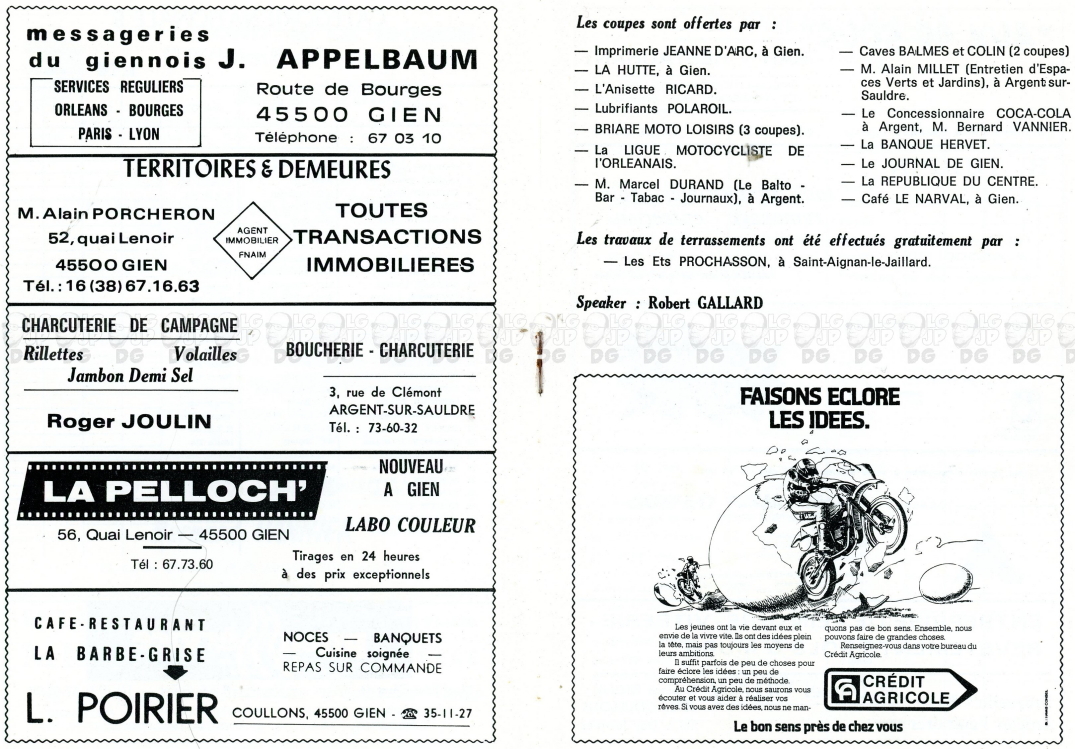 messageries
du giennois J. APPELBAUM
SERVICES REGULIERS
ORLEANS - BOURGES
PARIS - LYON
Route de Bourges
45500 GIEN
Téléphone : 67 03 10
TERRITOIRES & DEMEURES
M. Alain PORCHERON
52, quai Lenoir
45500 GIEN
Tél. : 16 (38) 67.16.63
AGENT
IMMOBILIER
FNAIM
TOUTES
TRANSACTIONS
IMMOBILIERES
CHARCUTERIE DE CAMPAGNE
Rillettes Volailles
Jambon Demi Sel
Roger JOULIN
BOUCHERIE - CHARCUTERIE
3, rue de Clémont
ARGENT-SUR-SAULDRE
Tél. : 73-60-32
LA PELLOCH'
56, Quai Lenoir — 45500 GIEN
Tél : 67.73.60
NOUVEAU
A GIEN
LABO COULEUR
Tirages en 24 heures
à des prix exceptionnels
CAFE-RESTAURANT
LA BARBE-GRISE
L. POIRIER
NOCES — BANQUETS
— Cuisine soignée —
REPAS SUR COMMANDE
COULLONS, 45500 GIEN - ☎ 35-11-27
Les coupes sont offertes par :
— Imprimerie JEANNE D'ARC, à Gien.
— LA HUTTE, à Gien.
— L'Anisette RICARD.
— Lubrifiants POLAROIL.
— BRIARE MOTO LOISIRS (3 coupes).
— La LIGUE MOTOCYCLISTE DE
l'ORLEANAIS.
— M. Marcel DURAND (Le Balto -
Bar - Tabac - Journaux), à Argent.
— Caves BALMES et COLIN (2 coupes)
— M. Alain MILLET (Entretien d'Espa-
ces Verts et Jardins), à Argent-sur-
Sauldre.
— Le Concessionnaire COCA-COLA
à Argent, M. Bernard VANNIER.
— La BANQUE HERVET.
— Le JOURNAL DE GIEN.
— La REPUBLIQUE DU CENTRE.
— Café LE NARVAL, à Gien.
Les travaux de terrassements ont été effectués gratuitement par :
— Les Ets PROCHASSON, à Saint-Aignan-le-Jaillard.
Speaker : Robert GALLARD
FAISONS ECLORE
LES IDEES.
Les jeunes ont la vie devant eux et
envie de la vivre vite. Ils ont des idées plein
la tête, mais pas toujours les moyens de
leurs ambitions.
Il suffit parfois de peu de choses pour
faire éclore les idées : un peu de
compréhension, un peu de méthode.
Au Crédit Agricole, nous saurons vous
écouter et vous aider à réaliser vos
rêves. Si vous avez des idées, nous ne man-
quons pas de bon sens. Ensemble, nous
pouvons faire de grandes choses.
Renseignez-vous dans votre bureau du
Crédit Agricole.
CRÉDIT
AGRICOLE
Le bon sens près de chez vous